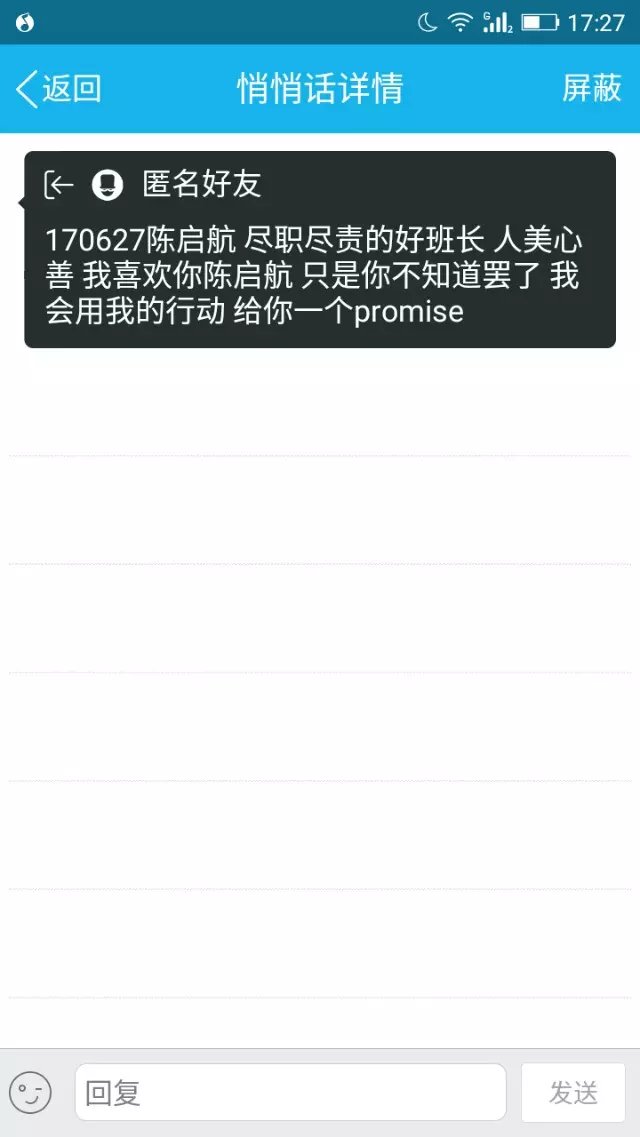 17:27
返回
悄悄话详情
屏蔽
匿名好友
170627陈启航 尽职尽责的好班长 人美心
善 我喜欢你陈启航 只是你不知道罢了 我
会用我的行动 给你一个promise
回复
发送